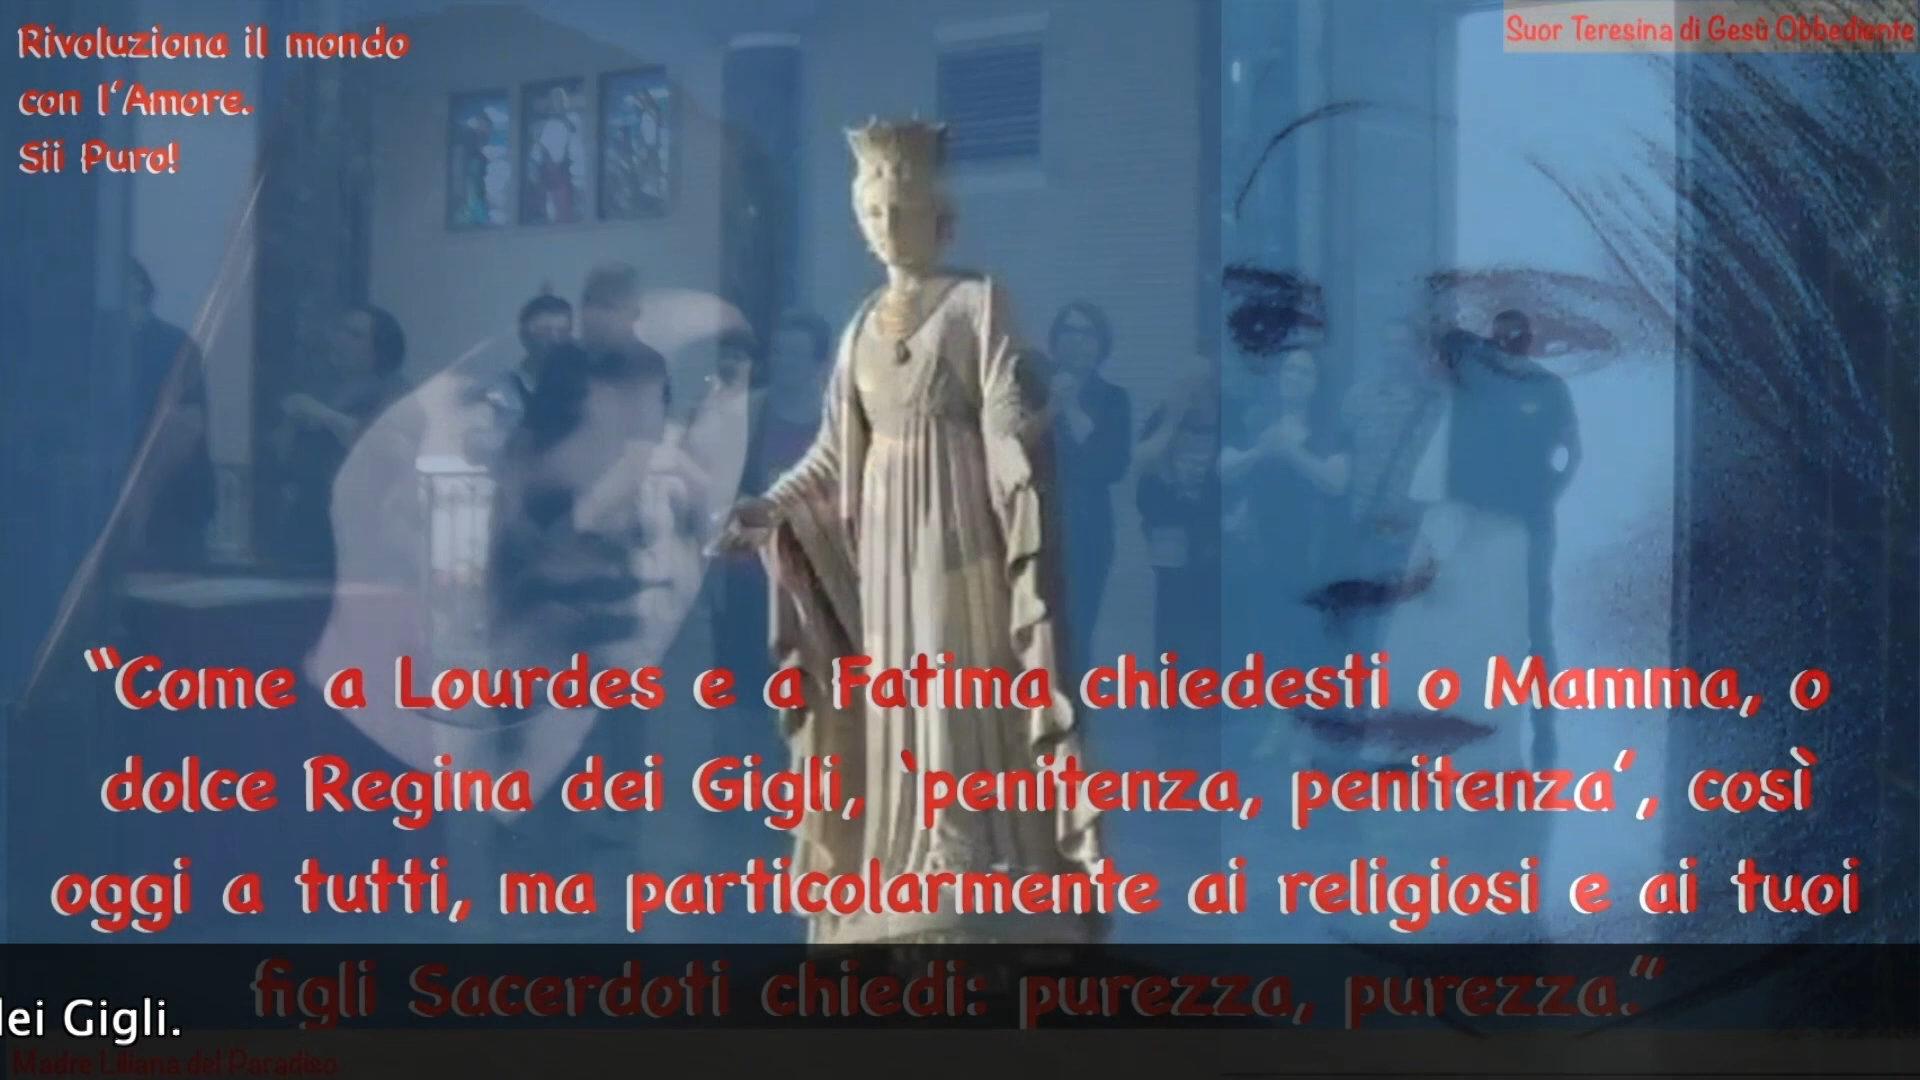 Rivoluziona il mondo
con l'Amore.
Sii Puro!
Suor Teresina di Gesù Obbediente
“Come a Lourdes e a Fatima chiedesti o Mamma, o
dolce Regina dei Gigli, ‵penitenza, penitenza′, così
oggi a tutti, ma particolarmente ai religiosi e ai tuoi
figli Sacerdoti chiedi: purezza, purezza.”
dei Gigli.
Madre Liliana del Paradiso